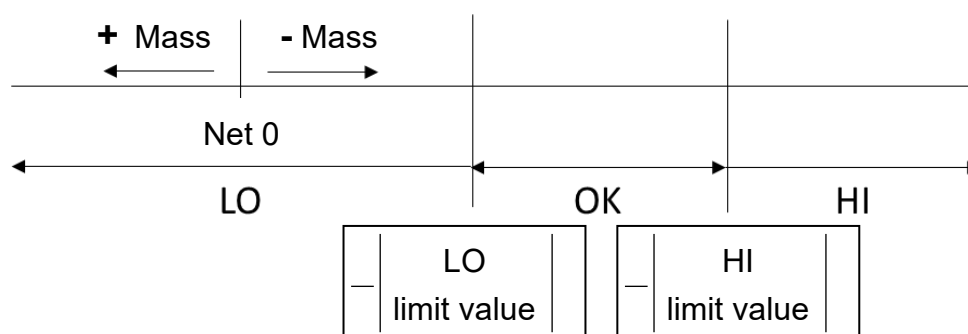 + Mass - Mass
Net 0
LO OK HI
LO HI
limit value limit value